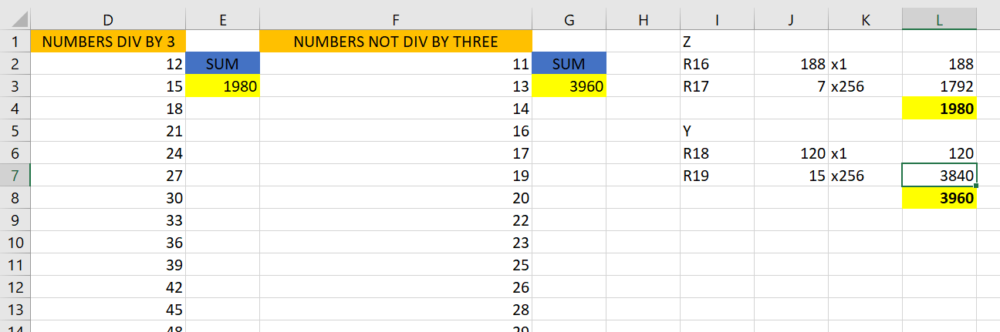 D E F G H I J K L
1 NUMBERS DIV BY 3 NUMBERS NOT DIV BY THREE Z
2 12 SUM 11 SUM R16 188 x1 188
3 15 1980 13 3960 R17 7 x256 1792
4 18 14 1980
5 21 16 Y
6 24 17 R18 120 x1 120
7 27 19 R19 15 x256 3840
8 30 20 3960
9 33 22
10 36 23
11 39 25
12 42 26
13 45 28
14 48 29